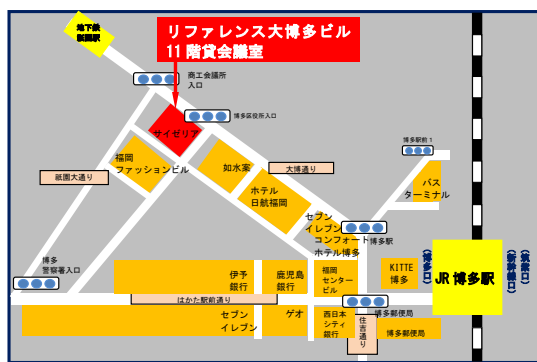 地下鉄
祇園駅
リファレンス大博多ビル
11階貸会議室
商工会議所
入口
博多区役所入口
サイゼリア
博多駅前1
福岡
ファッションビル
如水案
大博通り
祇園大通り
バス
ターミナル
ホテル
日航福岡
セブン
イレブン
コンフォート
ホテル博多
博多駅
博多
警察署入口
伊予
銀行
鹿児島
銀行
福岡
センター
ビル
KITTE
博多
(博多口)
JR博多駅
(新幹線口)
(筑紫口)
はかた駅前通り
セブン
イレブン
ゲオ
西日本
シティ
銀行
住吉通り
博多郵便局
博多郵便局